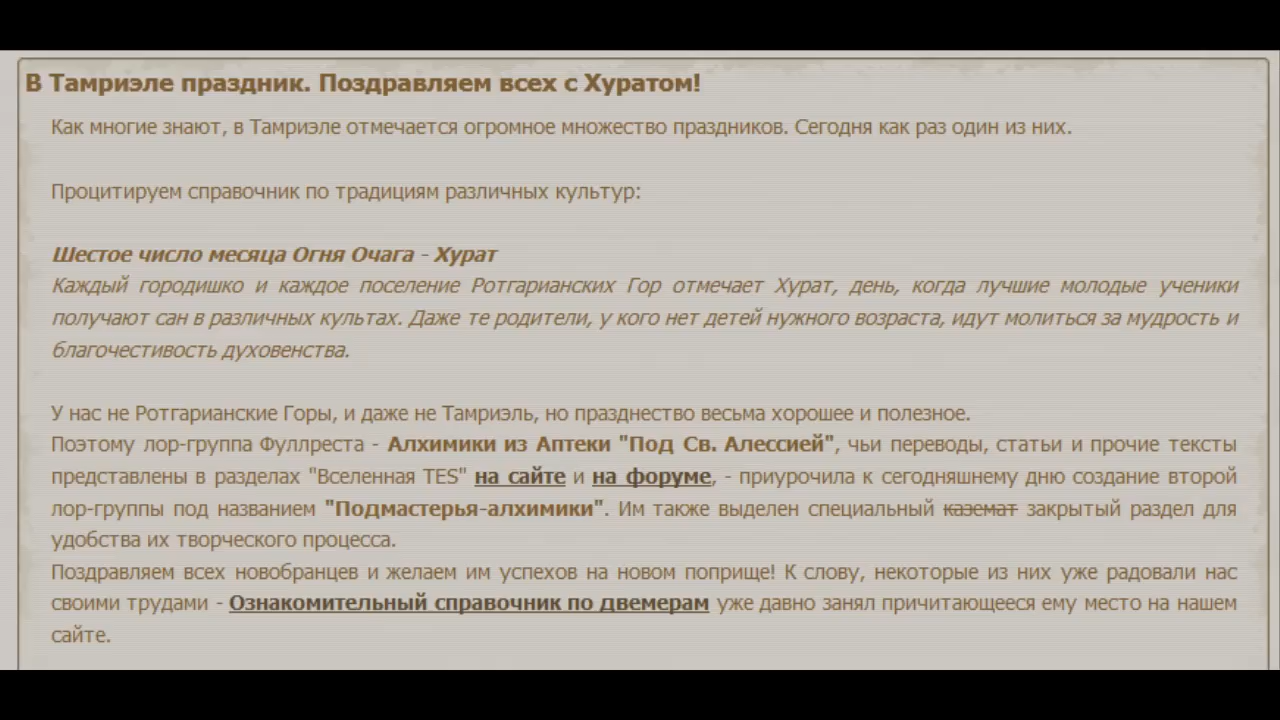 В Тамриэле праздник. Поздравляем всех с Хуратом!
Как многие знают, в Тамриэле отмечается огромное множество праздников. Сегодня как раз один из них.
Процитируем справочник по традициям различных культур:
Шестое число месяца Огня Очага - Хурат
Каждый городишко и каждое поселение Ротгарианских Гор отмечает Хурат, день, когда лучшие молодые ученики
получают сан в различных культах. Даже те родители, у кого нет детей нужного возраста, идут молиться за мудрость и
благочестивость духовенства.
У нас не Ротгарианские Горы, и даже не Тамриэль, но празднество весьма хорошее и полезное.
Поэтому лор-группа Фуллреста - Алхимики из Аптеки "Под Св. Алессией", чьи переводы, статьи и прочие тексты
представлены в разделах "Вселенная TES" на сайте и на форуме, - приурочила к сегодняшнему дню создание второй
лор-группы под названием "Подмастерья-алхимики". Им также выделен специальный каземат закрытый раздел для
удобства их творческого процесса.
Поздравляем всех новобранцев и желаем им успехов на новом поприще! К слову, некоторые из них уже радовали нас
своими трудами - Ознакомительный справочник по двемерам уже давно занял причитающееся ему место на нашем
сайте.